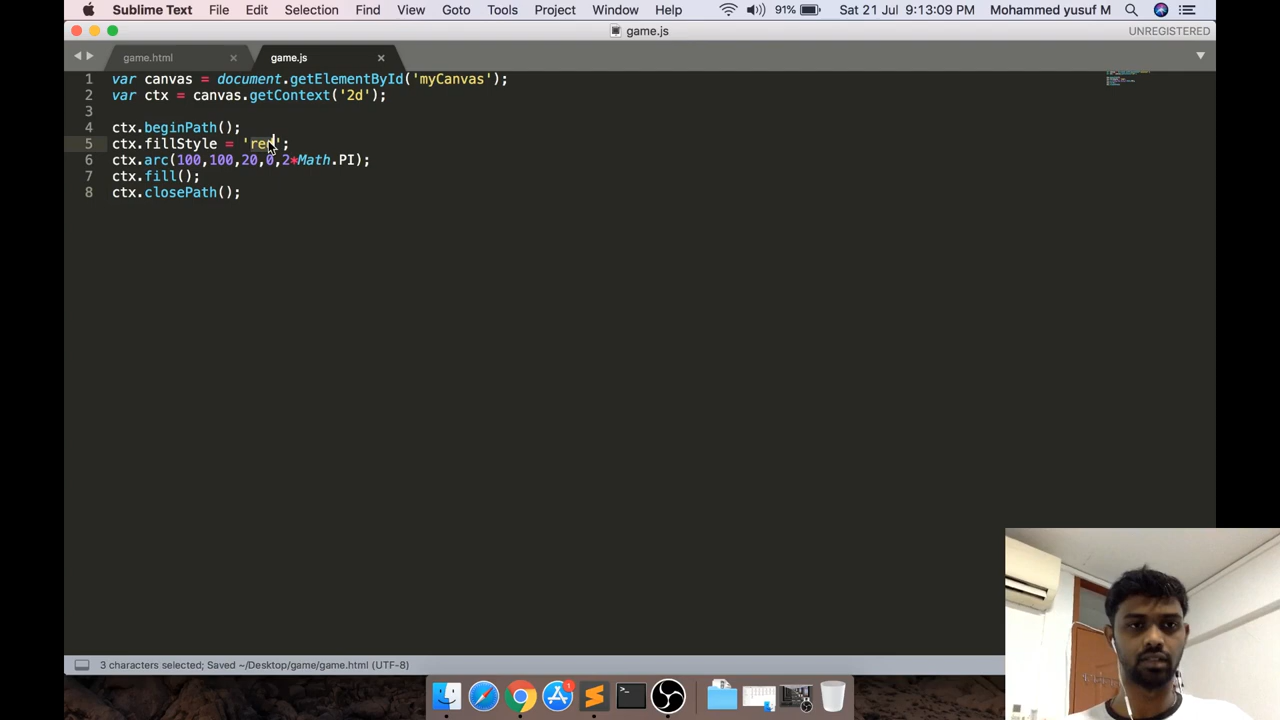 Sublime Text File Edit Selection Find View Goto Tools Project Window Help 91% Sat 21 Jul 9:13:09 PM Mohammed yusuf M
game.js UNREGISTERED
game.html game.js
1 var canvas = document.getElementById('myCanvas');
2 var ctx = canvas.getContext('2d');
3
4 ctx.beginPath();
5 ctx.fillStyle = 'red';
6 ctx.arc(100,100,20,0,2*Math.PI);
7 ctx.fill();
8 ctx.closePath();
3 characters selected; Saved ~/Desktop/game/game.html (UTF-8)
1